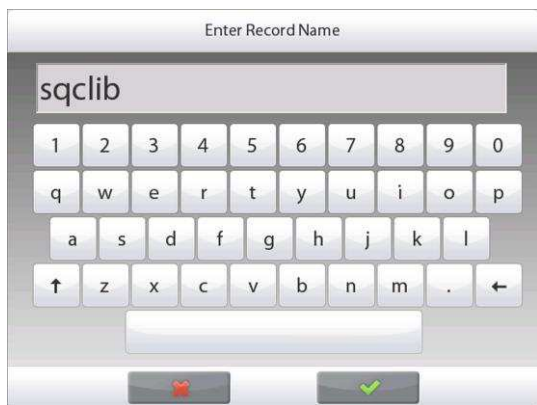 Enter Record Name
sqclib
1 2 3 4 5 6 7 8 9 0
q w e r t y u i o p
a s d f g h j k l
↑ z x c v b n m . ←